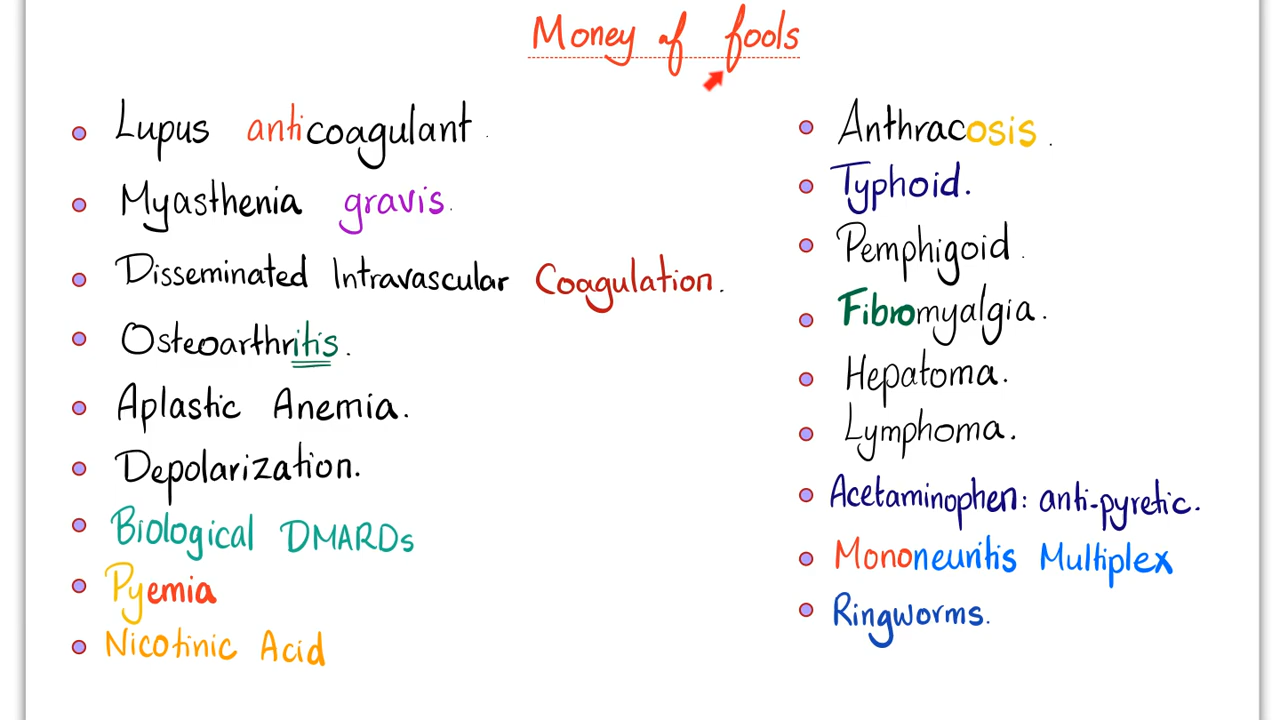 Money of fools
Lupus anticoagulant.
Myasthenia gravis.
Disseminated Intravascular Coagulation.
Osteoarthritis.
Aplastic Anemia.
Depolarization.
Biological DMARDs
Pyemia
Nicotinic Acid
Anthracosis.
Typhoid.
Pemphigoid.
Fibromyalgia.
Hepatoma.
Lymphoma.
Acetaminophen: anti-pyretic.
Mononeuritis Multiplex
Ringworms.